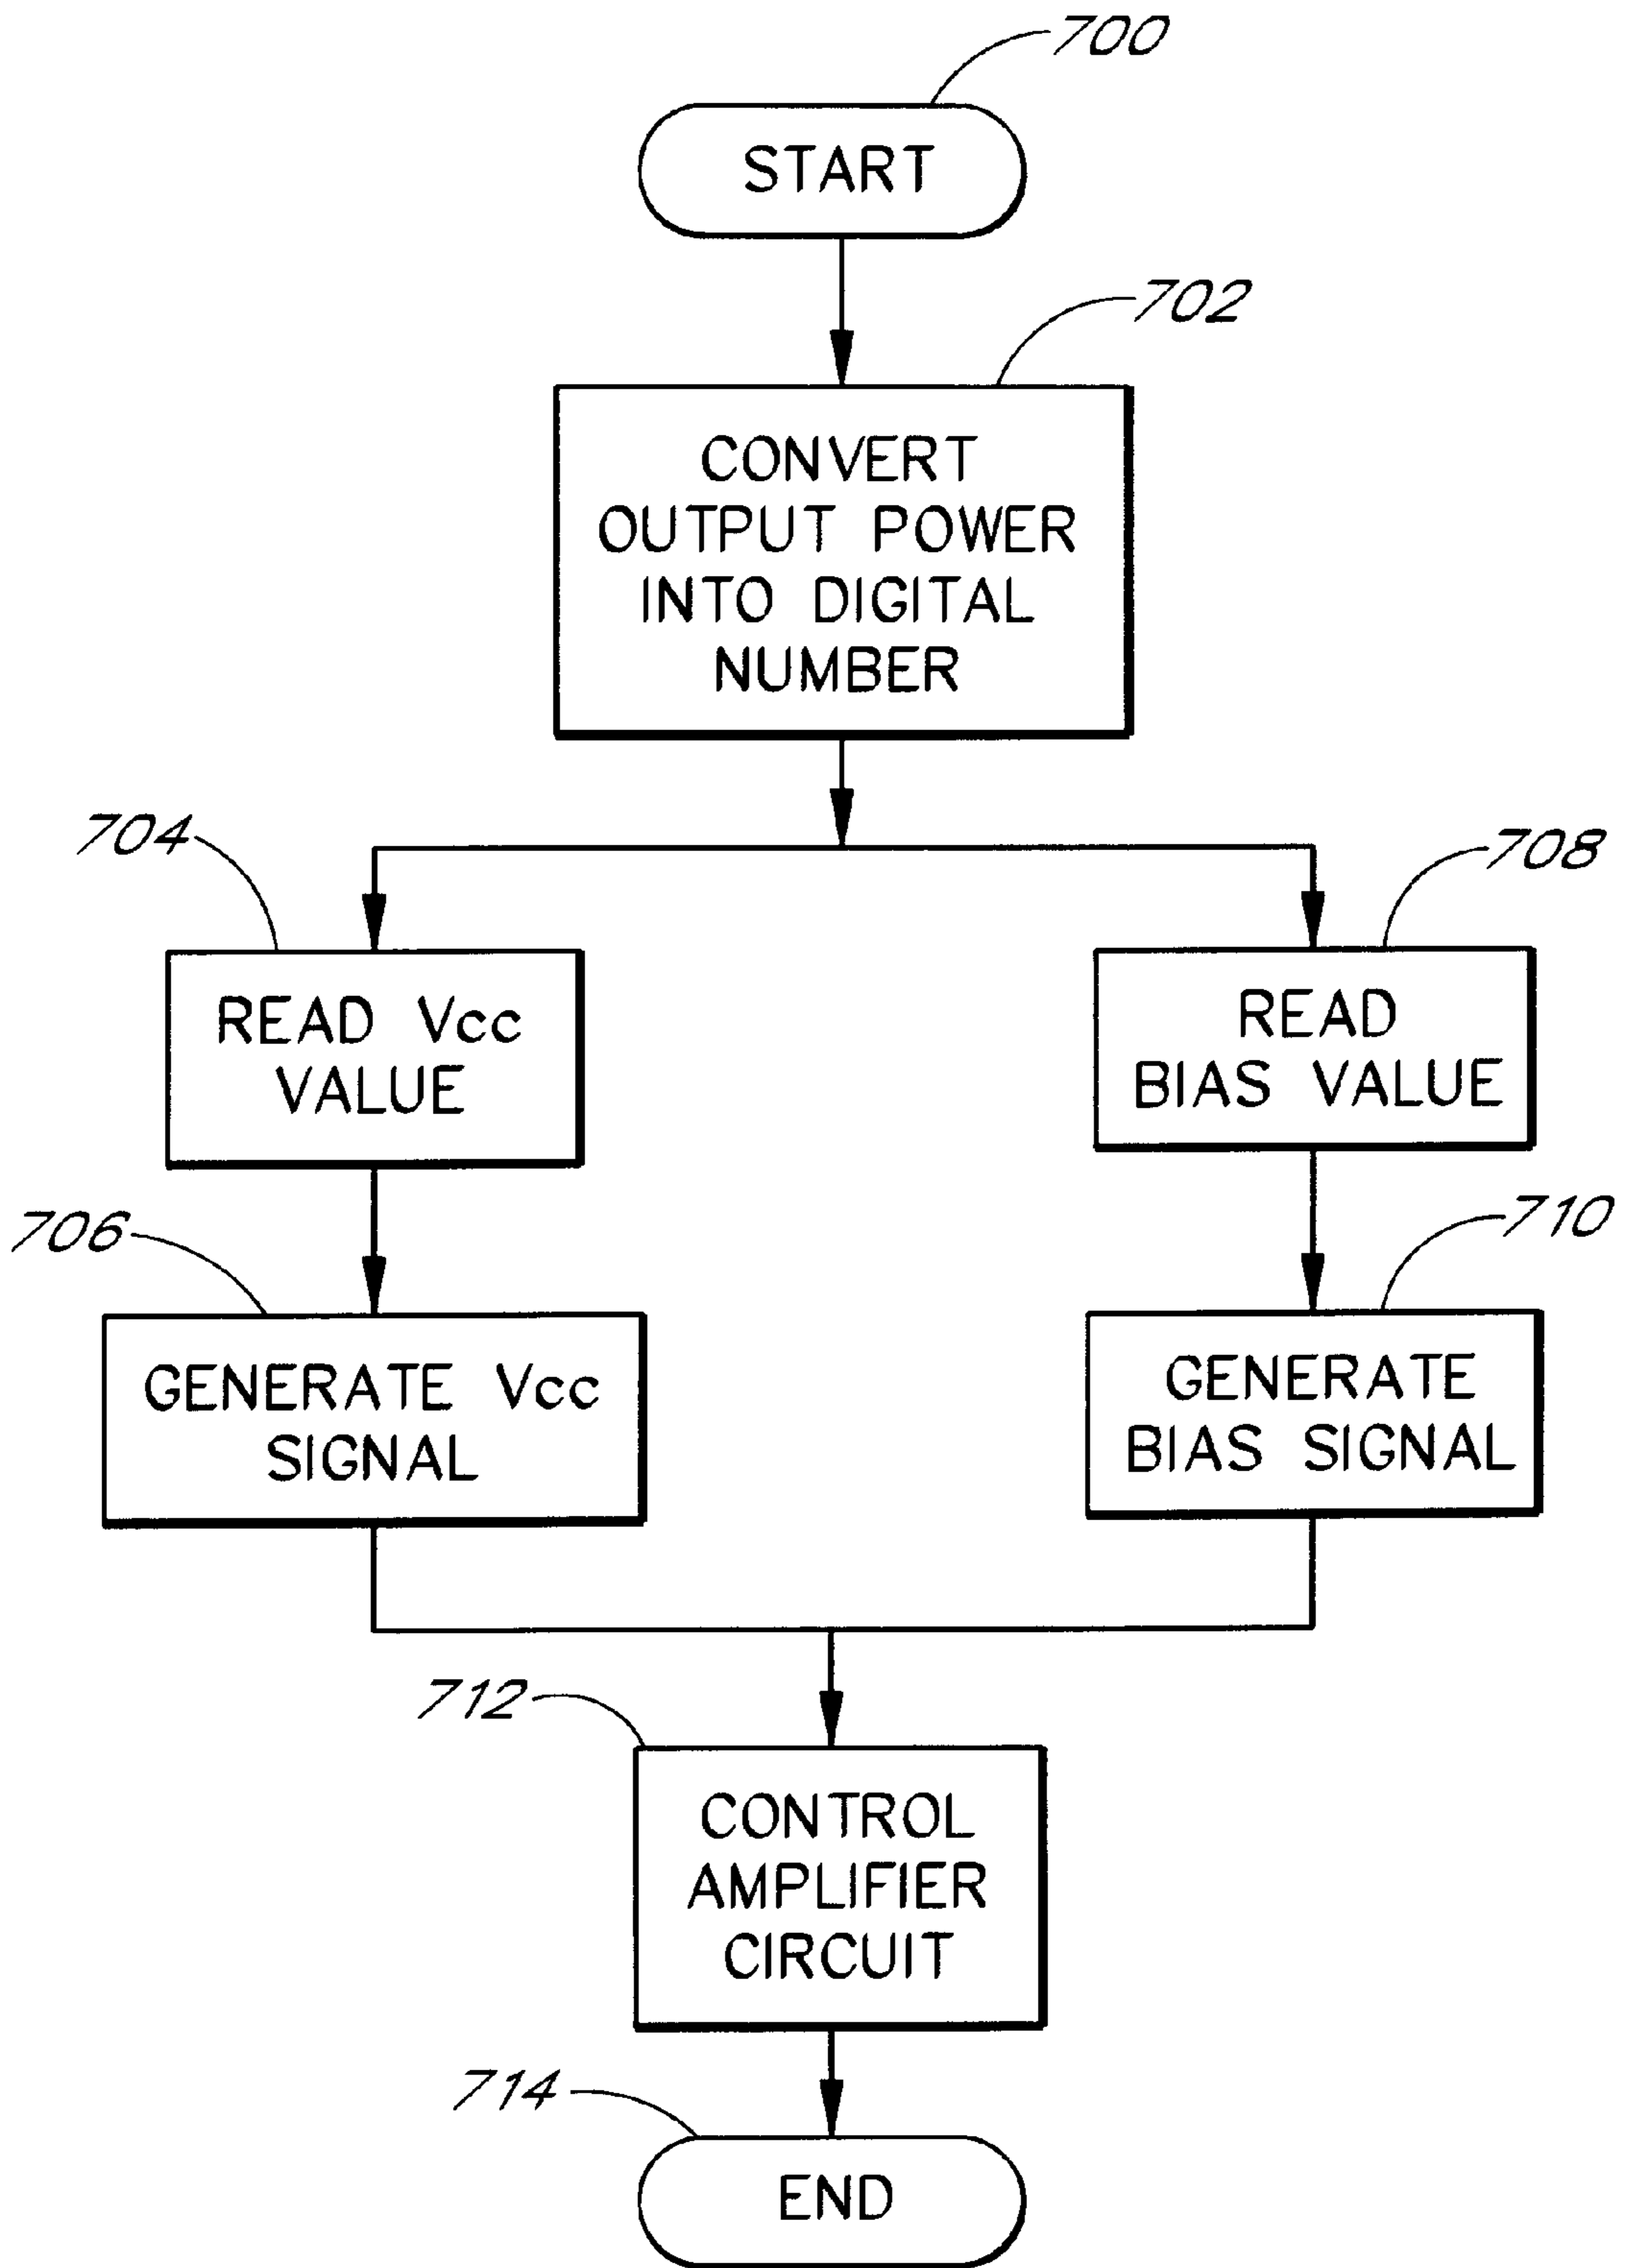 700
START
702
CONVERT
OUTPUT POWER
INTO DIGITAL
NUMBER
704
READ Vcc
VALUE
706
GENERATE Vcc
SIGNAL
708
READ
BIAS VALUE
710
GENERATE
BIAS SIGNAL
712
CONTROL
AMPLIFIER
CIRCUIT
714
END